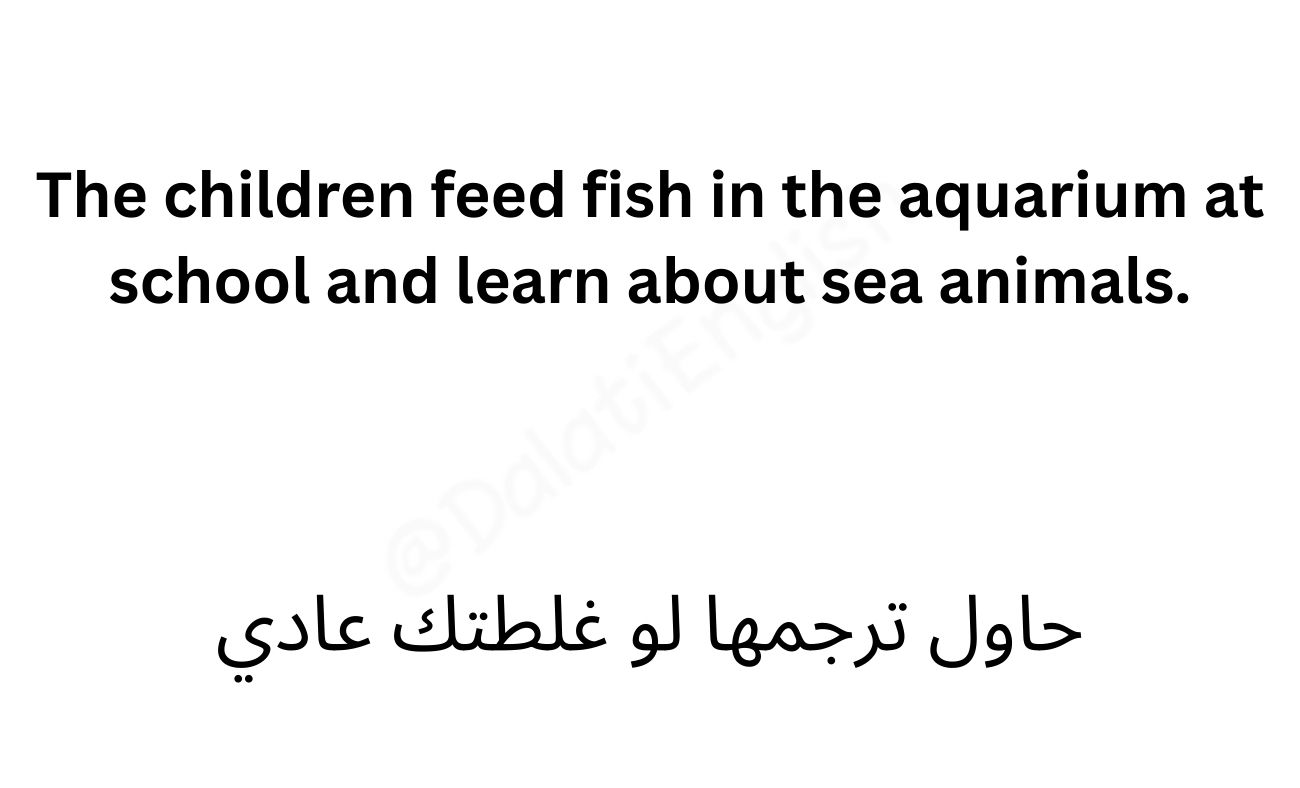 The children feed fish in the aquarium at
school and learn about sea animals.
@DalatiEnglish
حاول ترجمها لو غلطتك عادي